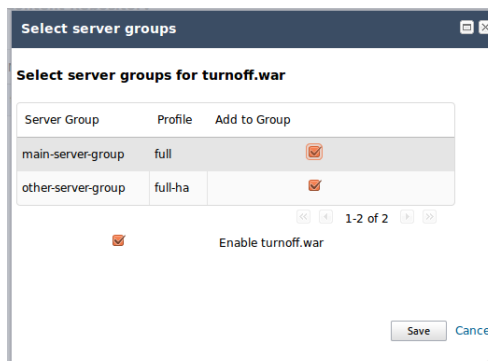 Select server groups
Select server groups for turnoff.war
Server Group Profile Add to Group
main-server-group full
other-server-group full-ha
1-2 of 2
Enable turnoff.war
Save Cance